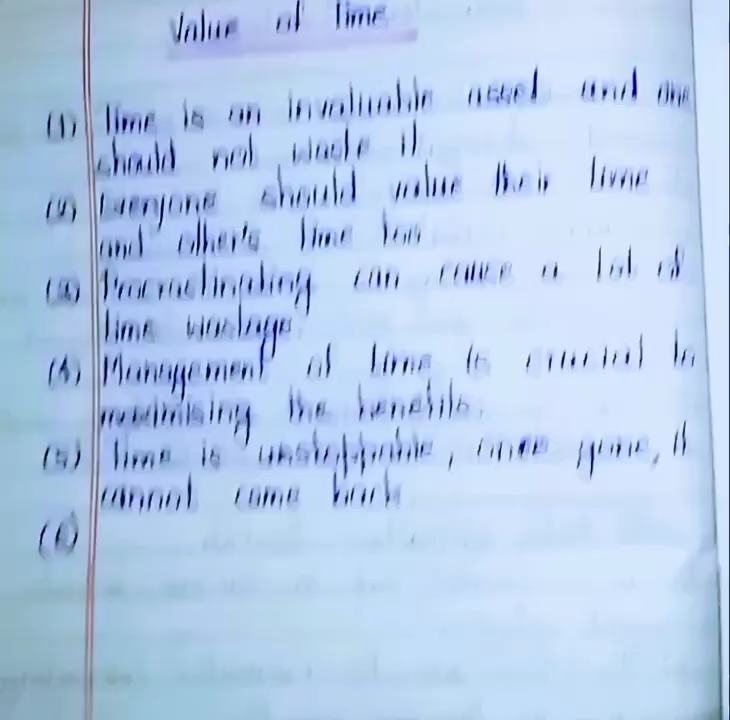 Value of Time
(1) Time is an invaluable asset and one
should not waste it.
(2) Everyone should value their time
and other's time too
(3) Procrastinating can cause a lot of
time wastage.
(4) Management of time is crucial in
maximising the benefits.
(5) Time is unstoppable, once gone, it
cannot come back
(6)